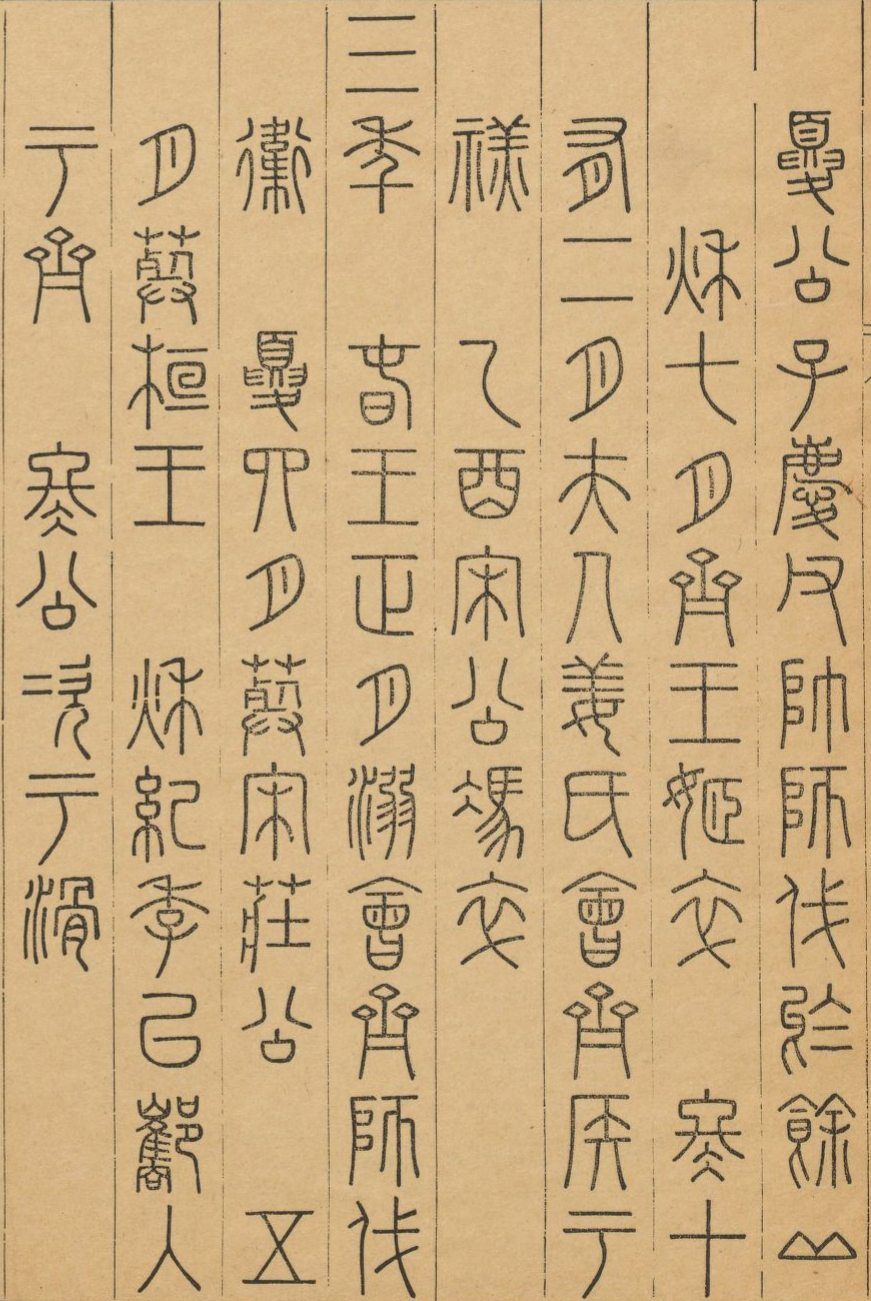 夏公子慶父帥師伐於餘丘
秋七月齊王姬卒　冬十
有二月夫人姜氏會齊侯于
禚　乙酉宋公馮卒
三年　春王正月溺會齊師伐
衛　夏四月葬宋莊公　五
月葬桓王　秋紀季以酅入
于齊　冬公次于滑